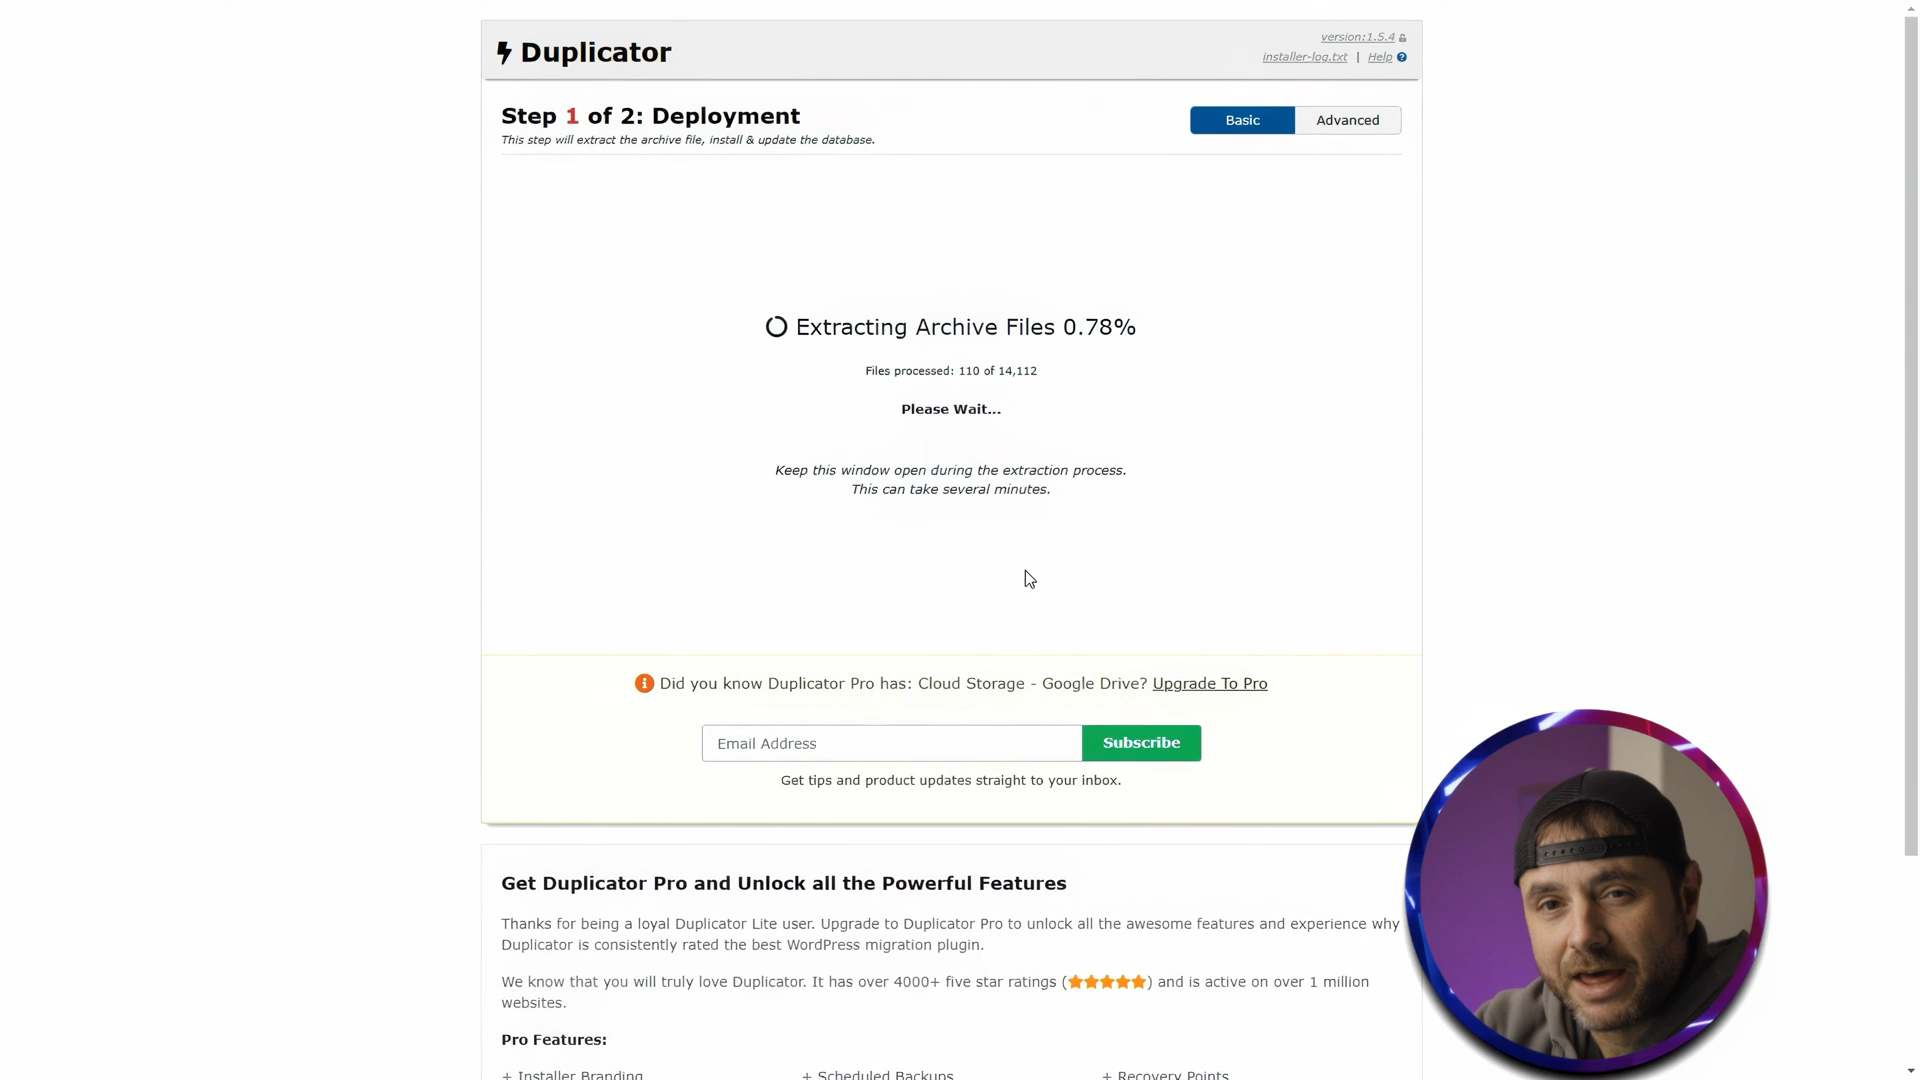 Duplicator
version:1.5.4
installer-log.txt | Help ?
Step 1 of 2: Deployment
This step will extract the archive file, install & update the database.
Basic
Advanced
Extracting Archive Files 0.78%
Files processed: 110 of 14,112
Please Wait...
Keep this window open during the extraction process.
This can take several minutes.
Did you know Duplicator Pro has: Cloud Storage - Google Drive? Upgrade To Pro
Email Address
Subscribe
Get tips and product updates straight to your inbox.
Get Duplicator Pro and Unlock all the Powerful Features
Thanks for being a loyal Duplicator Lite user. Upgrade to Duplicator Pro to unlock all the awesome features and experience why
Duplicator is consistently rated the best WordPress migration plugin.
We know that you will truly love Duplicator. It has over 4000+ five star ratings (★★★★★) and is active on over 1 million
websites.
Pro Features:
+ Installer Branding
+ Scheduled Backups
+ Recovery Points